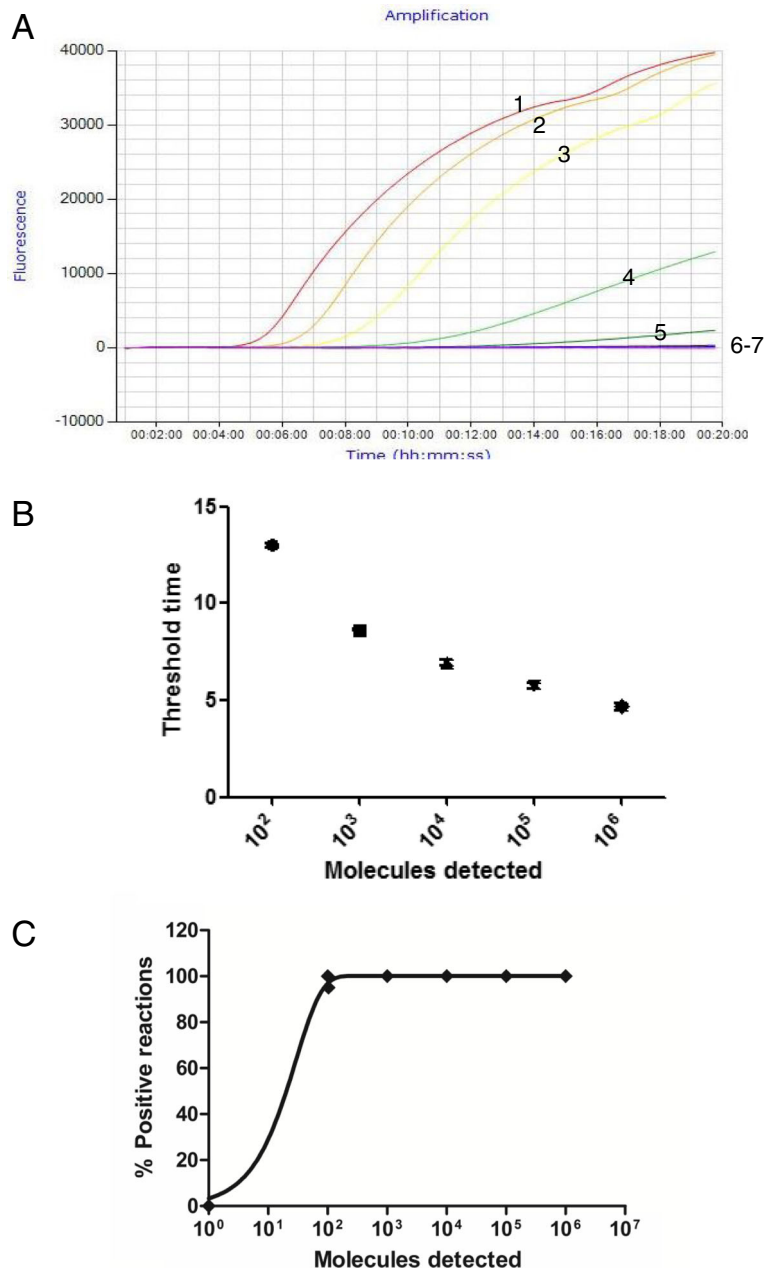 A
Amplification
40000
30000
20000
10000
0
-10000
Fluorescence
1
2
3
4
5
6-7
00:02:00 00:04:00 00:06:00 00:08:00 00:10:00 00:12:00 00:14:00 00:16:00 00:18:00 00:20:00
Time (hh:mm:ss)
B
15
10
5
0
Threshold time
10² 10³ 10⁴ 10⁵ 10⁶
Molecules detected
C
120
100
80
60
40
20
0
% Positive reactions
10⁰ 10¹ 10² 10³ 10⁴ 10⁵ 10⁶ 10⁷
Molecules detected